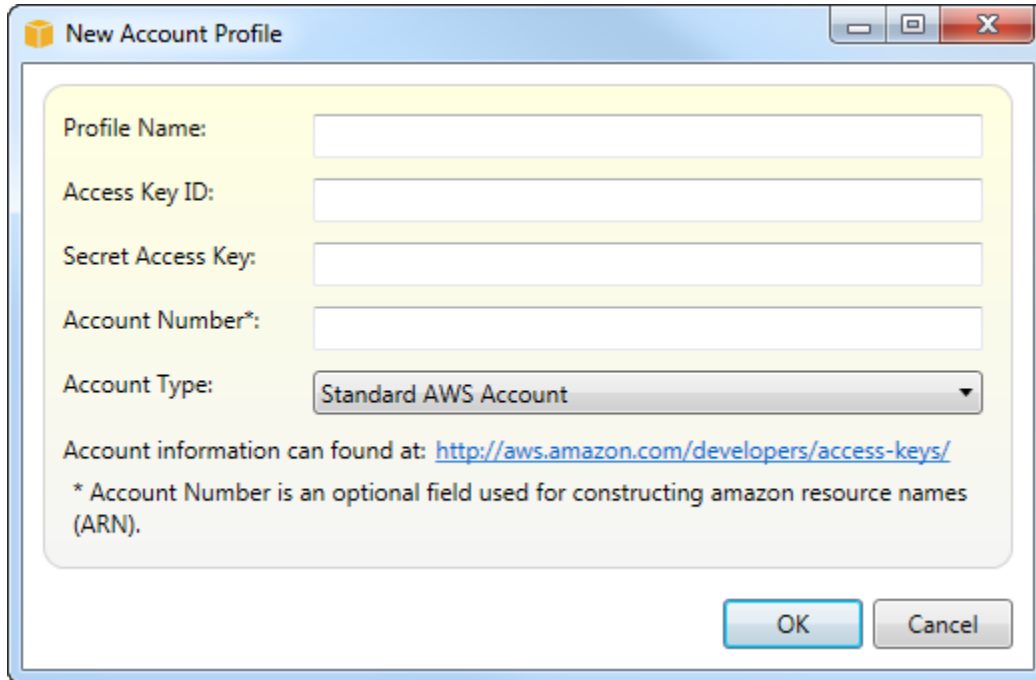 New Account Profile
Profile Name:
Access Key ID:
Secret Access Key:
Account Number*:
Account Type:
Standard AWS Account
Account information can found at: http://aws.amazon.com/developers/access-keys/
* Account Number is an optional field used for constructing amazon resource names
(ARN).
OK
Cancel